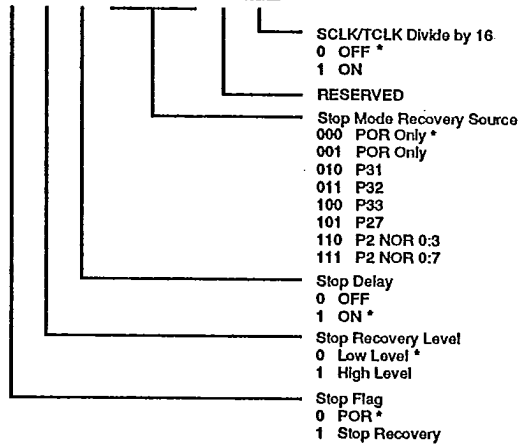 SCLK/TCLK Divide by 16
0 OFF *
1 ON
RESERVED
Stop Mode Recovery Source
000 POR Only *
001 POR Only
010 P31
011 P32
100 P33
101 P27
110 P2 NOR 0:3
111 P2 NOR 0:7
Stop Delay
0 OFF
1 ON *
Stop Recovery Level
0 Low Level *
1 High Level
Stop Flag
0 POR *
1 Stop Recovery